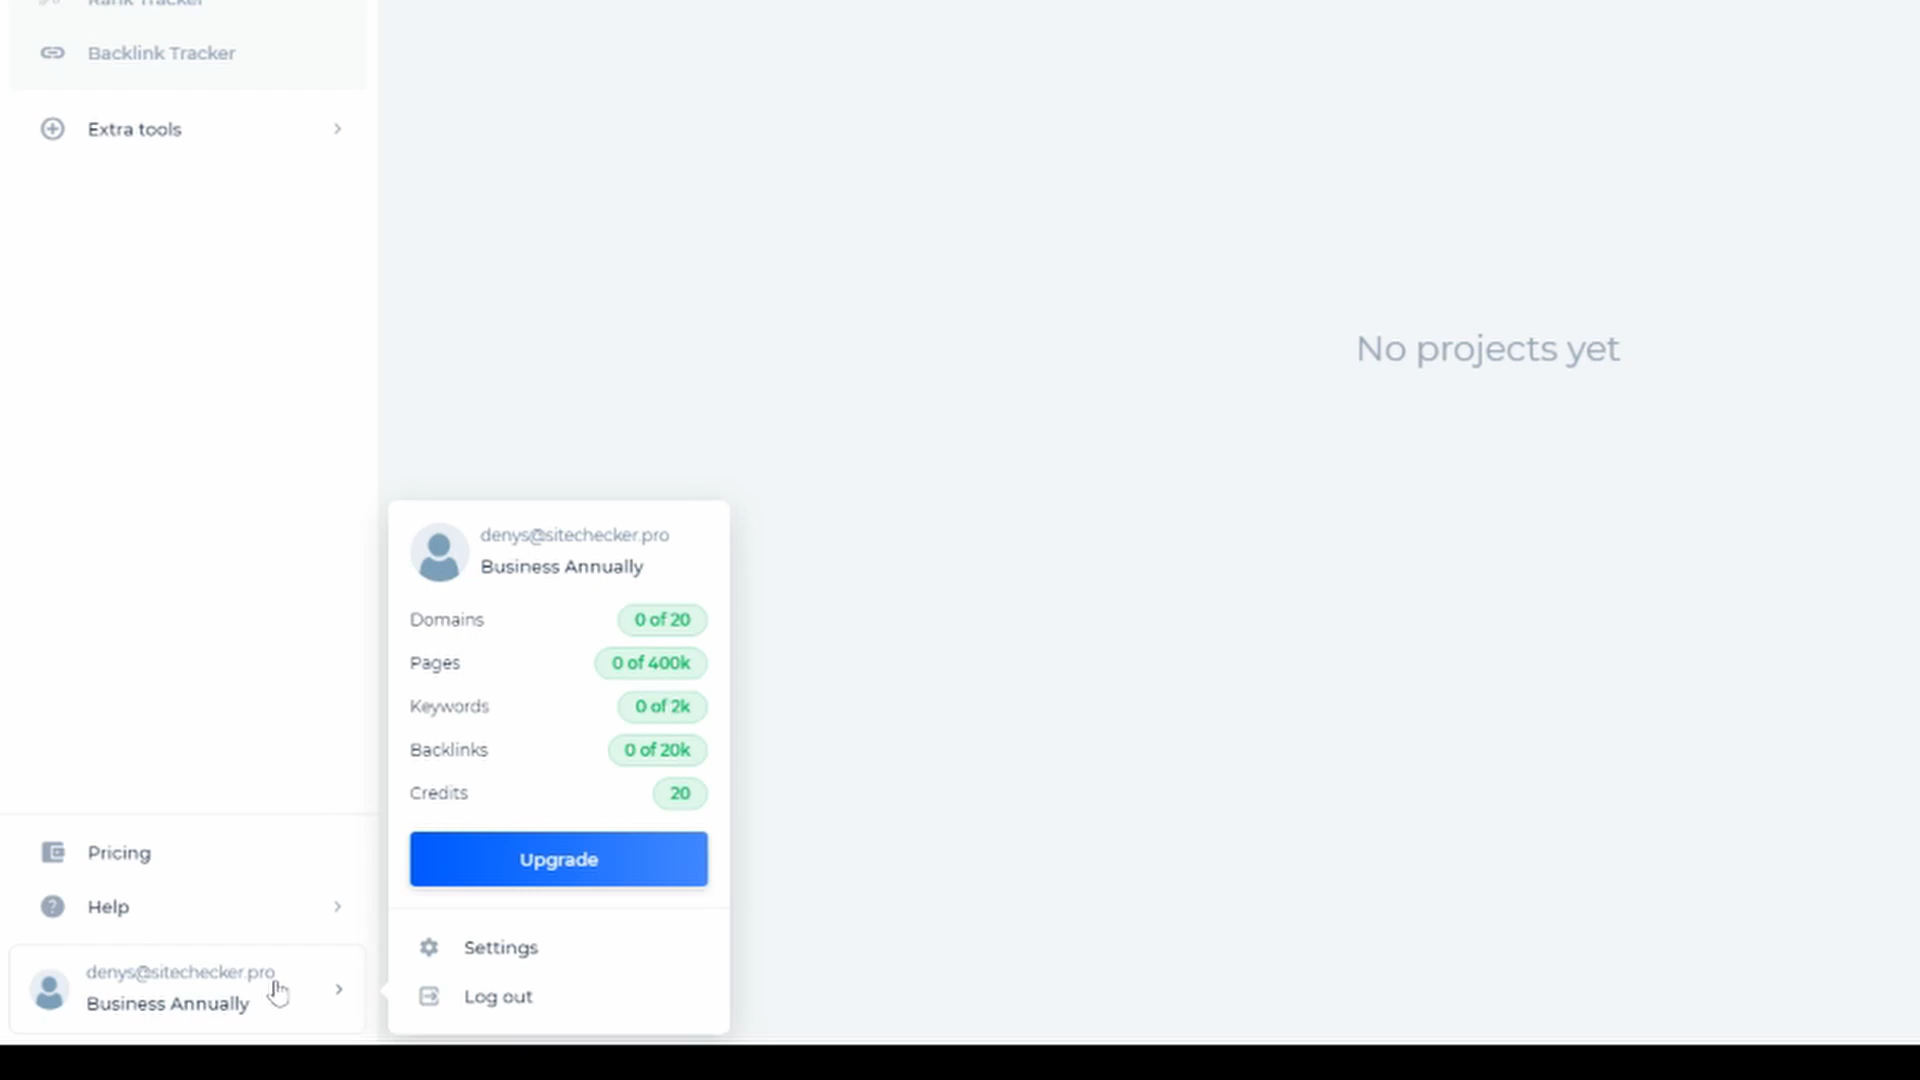 Rank Tracker
Backlink Tracker
Extra tools
No projects yet
denys@sitechecker.pro
Business Annually
Domains 0 of 20
Pages 0 of 400k
Keywords 0 of 2k
Backlinks 0 of 20k
Credits 20
Upgrade
Settings
Log out
Pricing
Help
denys@sitechecker.pro
Business Annually